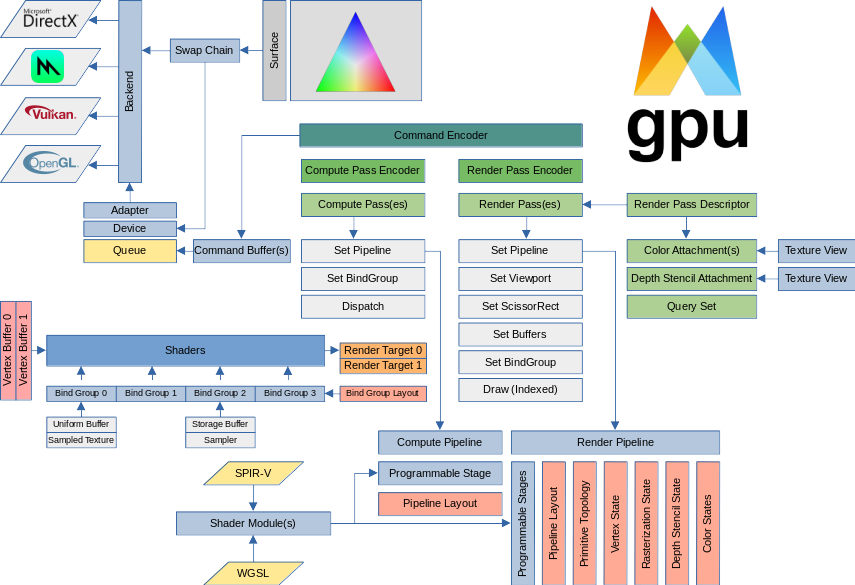 Microsoft®
DirectX®
Vulkan®
OpenGL®
Backend
Swap Chain
Surface
gpu
Adapter
Device
Queue
Command Buffer(s)
Command Encoder
Compute Pass Encoder
Compute Pass(es)
Set Pipeline
Set BindGroup
Dispatch
Render Pass Encoder
Render Pass(es)
Set Pipeline
Set Viewport
Set ScissorRect
Set Buffers
Set BindGroup
Draw (Indexed)
Render Pass Descriptor
Color Attachment(s)
Depth Stencil Attachment
Query Set
Texture View
Texture View
Vertex Buffer 0
Vertex Buffer 1
Shaders
Render Target 0
Render Target 1
Bind Group 0
Bind Group 1
Bind Group 2
Bind Group 3
Bind Group Layout
Uniform Buffer
Sampled Texture
Storage Buffer
Sampler
SPIR-V
Shader Module(s)
WGSL
Compute Pipeline
Programmable Stage
Pipeline Layout
Render Pipeline
Programmable Stages
Pipeline Layout
Primitive Topology
Vertex State
Rasterization State
Depth Stencil State
Color States